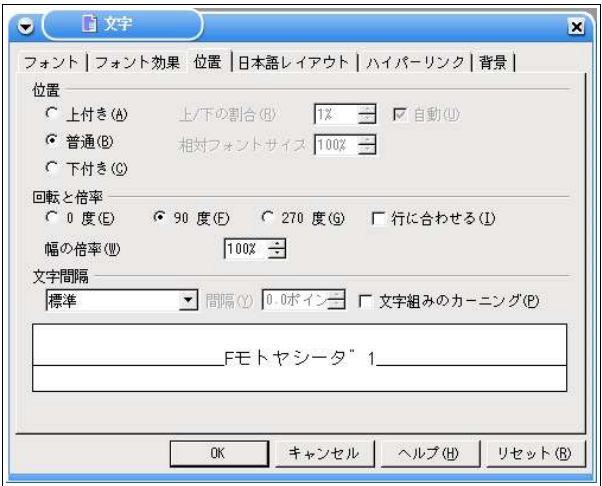 文字
フォント フォント効果 位置 日本語レイアウト ハイパーリンク 背景
位置
上付き(A) 上/下の割合(R) 1% 自動(U)
普通(B) 相対フォントサイズ 100%
下付き(C)
回転と倍率
0 度(E) 90 度(F) 270 度(G) 行に合わせる(I)
幅の倍率(W) 100%
文字間隔
標準 間隔(Y) 0.0ポイン 文字組みのカーニング(P)
Fモトヤシータ゛1
OK キャンセル ヘルプ(H) リセット(R)